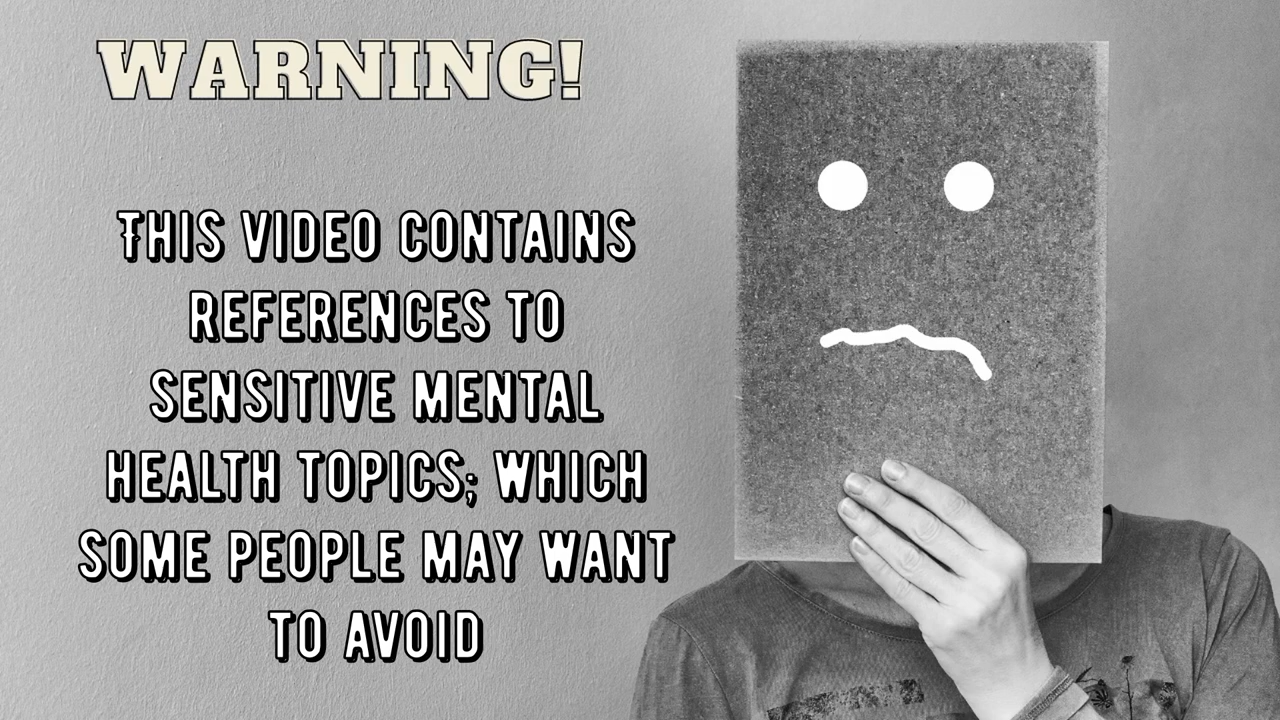 WARNING!
THIS VIDEO CONTAINS
REFERENCES TO
SENSITIVE MENTAL
HEALTH TOPICS; WHICH
SOME PEOPLE MAY WANT
TO AVOID